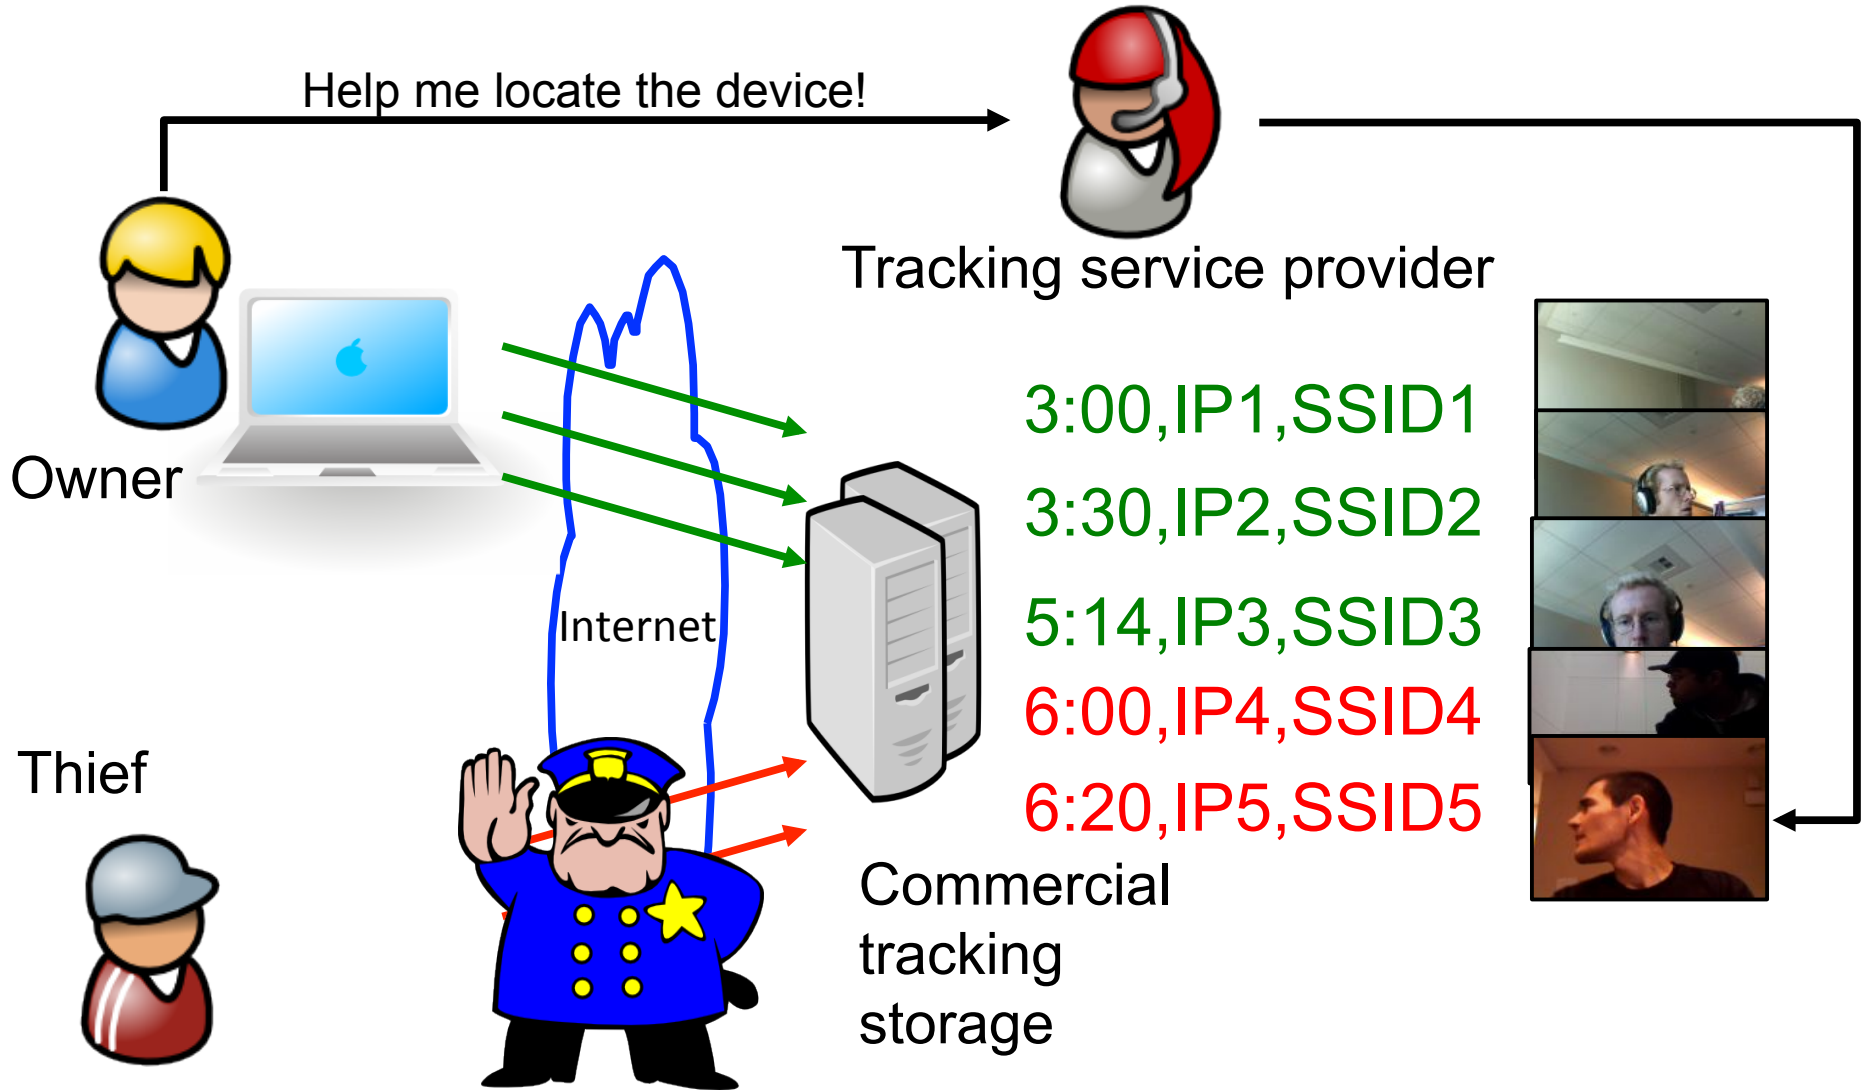 Help me locate the device!
Tracking service provider
Owner
3:00,IP1,SSID1
3:30,IP2,SSID2
Internet
5:14,IP3,SSID3
6:00,IP4,SSID4
Thief
6:20,IP5,SSID5
Commercial
tracking
storage